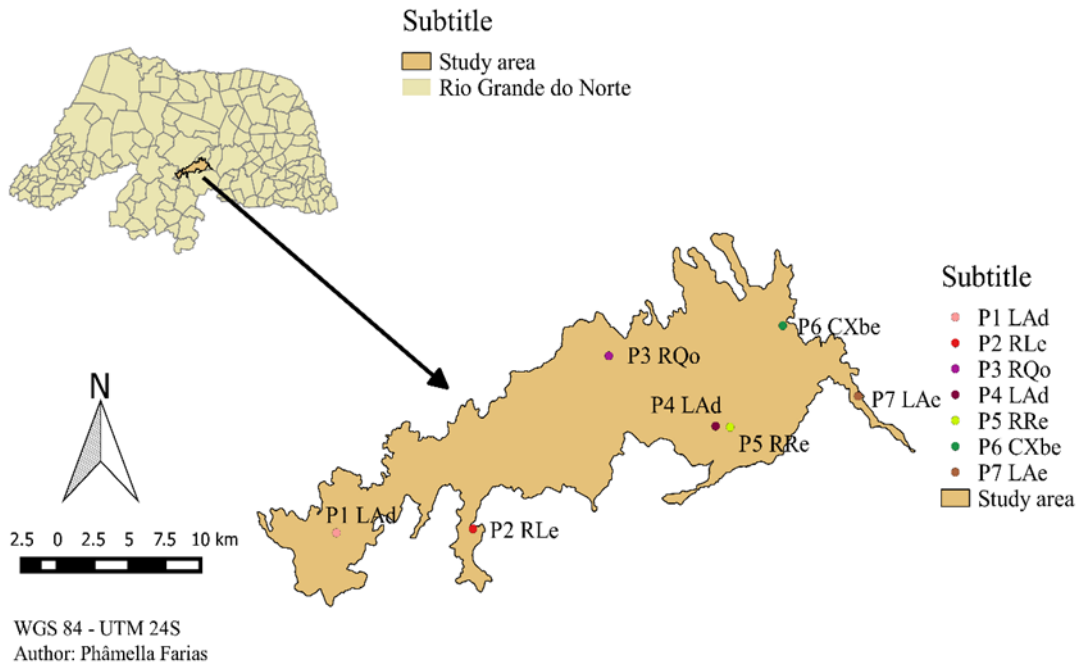 Subtitle
Study area
Rio Grande do Norte
P6 CXbe
P3 RQo
P7 LAe
P4 LAd
P5 RRe
P1 LAd
P2 RLe
Subtitle
P1 LAd
P2 RLe
P3 RQo
P4 LAd
P5 RRe
P6 CXbe
P7 LAe
Study area
N
2.5 0 2.5 5 7.5 10 km
WGS 84 - UTM 24S
Author: Phâmella Farias